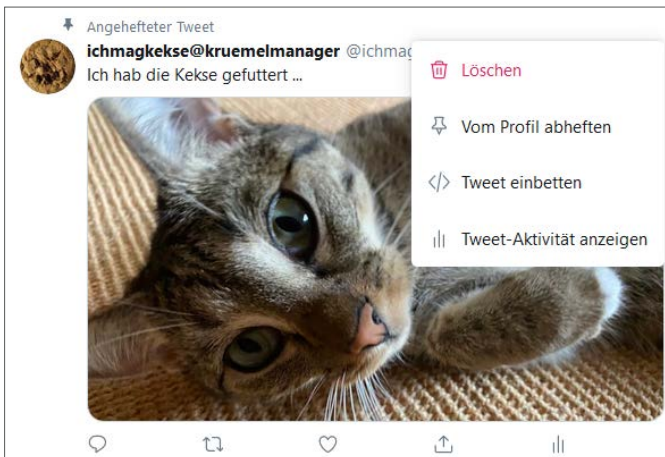 Angehefteter Tweet
ichmagkekse@kruemelmanager @ichmag
Ich hab die Kekse gefuttert ...
Löschen
Vom Profil abheften
Tweet einbetten
Tweet-Aktivität anzeigen